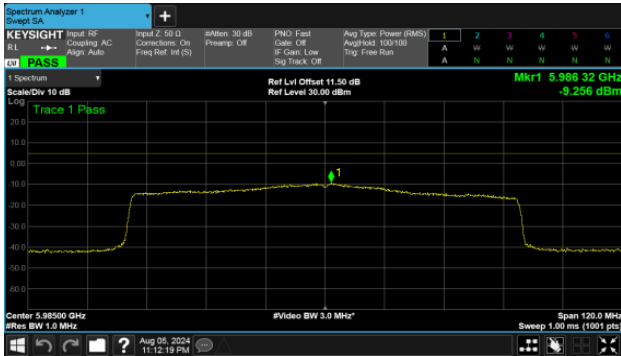 Spectrum Analyzer 1
Swept SA
+
KEYSIGHT Input: RF Input Z: 50 Ω #Atten: 30 dB PNO: Fast Avg Type: Power (RMS) 1 2 3 4 5 6
RL Coupling: AC Corrections: On Preamp: Off Gate: Off Avg|Hold: 100/100 A W W W W W
Align: Auto Freq Ref: Int (S) IF Gain: Low Trig: Free Run
LXI PASS Sig Track: Off A N N N N N
1 Spectrum Ref Lvl Offset 11.50 dB Mkr1 5.986 32 GHz
Scale/Div 10 dB Ref Level 30.00 dBm -9.256 dBm
Log Trace 1 Pass
20.0
10.0
0.00
1
-10.0
-20.0
-30.0
-40.0
-50.0
-60.0
Center 5.98500 GHz #Video BW 3.0 MHz* Span 120.0 MHz
#Res BW 1.0 MHz Sweep 1.00 ms (1001 pts)
? Aug 05, 2024
11:12:19 PM